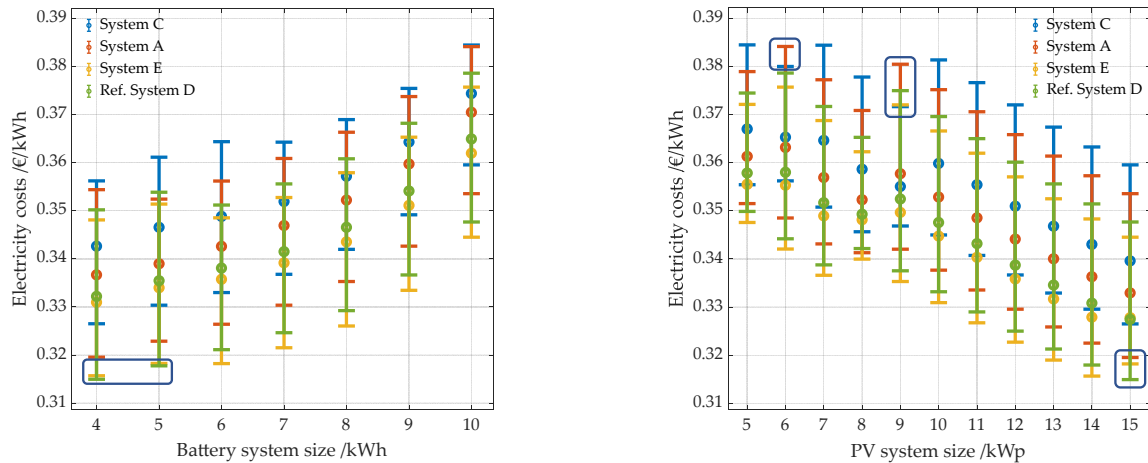 0.39
0.38
0.37
0.36
0.35
0.34
0.33
0.32
0.31
Electricity costs /€/kWh
System C
System A
System E
Ref. System D
4 5 6 7 8 9 10
Battery system size /kWh
0.39
0.38
0.37
0.36
0.35
0.34
0.33
0.32
0.31
Electricity costs /€/kWh
System C
System A
System E
Ref. System D
5 6 7 8 9 10 11 12 13 14 15
PV system size /kWp